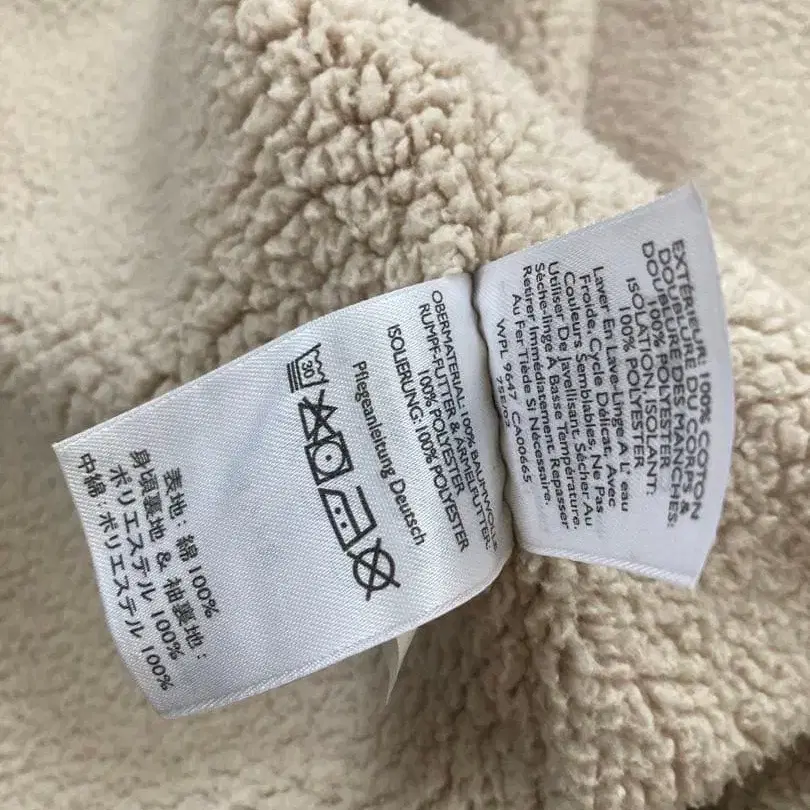 EXTÉRIEUR: 100% COTON
DOUBLURE DU CORPS &
DOUBLURE DES MANCHES:
100% POLYESTER
ISOLATION, ISOLANT:
100% POLYESTER
Laver En Lave-Linge A L' eau
Froide, Cycle Délicat, Avec
Couleurs Semblables, Ne Pas
Utiliser De Javellisant. Sécher Au
Sèche-linge À Basse Température.
Retirer Immédiatement. Repasser
Au Fer Tiède Si Nécessaire.
WPL 9647 CA00665
75E/02
OBERMATERIAL:100% BAUMWOLLE
RUMPF-FUTTER & ÄRMELFUTTER:
100% POLYESTER
ISOLIERUNG:100% POLYESTER
Pflegeanleitung Deutsch
30
表地: 綿 100%
身頃裏地 & 袖裏地:
ポリエステル 100%
中綿:ポリエステル 100%